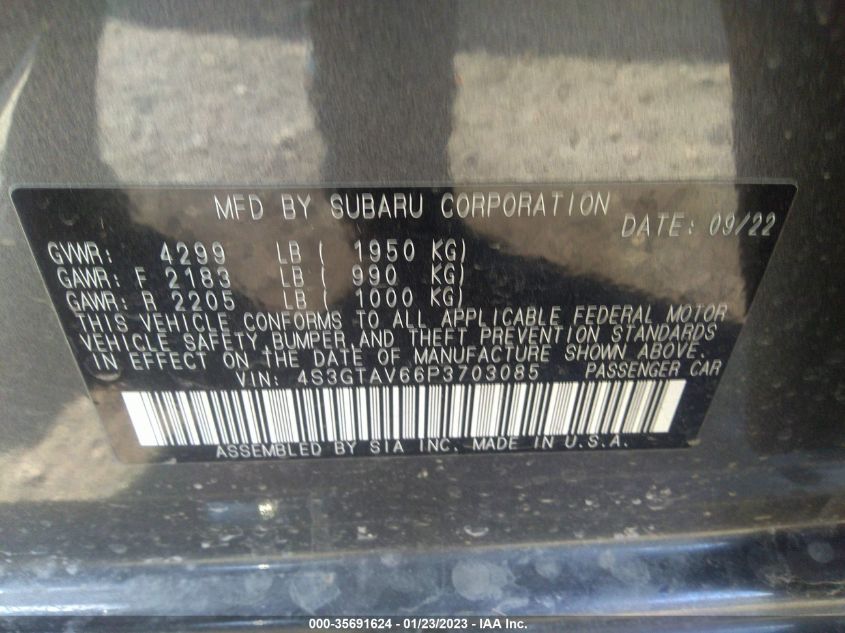 MFD BY SUBARU CORPORATION
DATE: 09/22
GVWR: 4299 LB ( 1950 KG)
GAWR: F 2183 LB ( 990 KG)
GAWR: R 2205 LB ( 1000 KG)
THIS VEHICLE CONFORMS TO ALL APPLICABLE FEDERAL MOTOR
VEHICLE SAFETY, BUMPER, AND THEFT PREVENTION STANDARDS
IN EFFECT ON THE DATE OF MANUFACTURE SHOWN ABOVE.
VIN: 4S3GTAV66P3703085 PASSENGER CAR
ASSEMBLED BY SIA INC. MADE IN U.S.A.
000-35691624 - 01/23/2023 - IAA Inc.